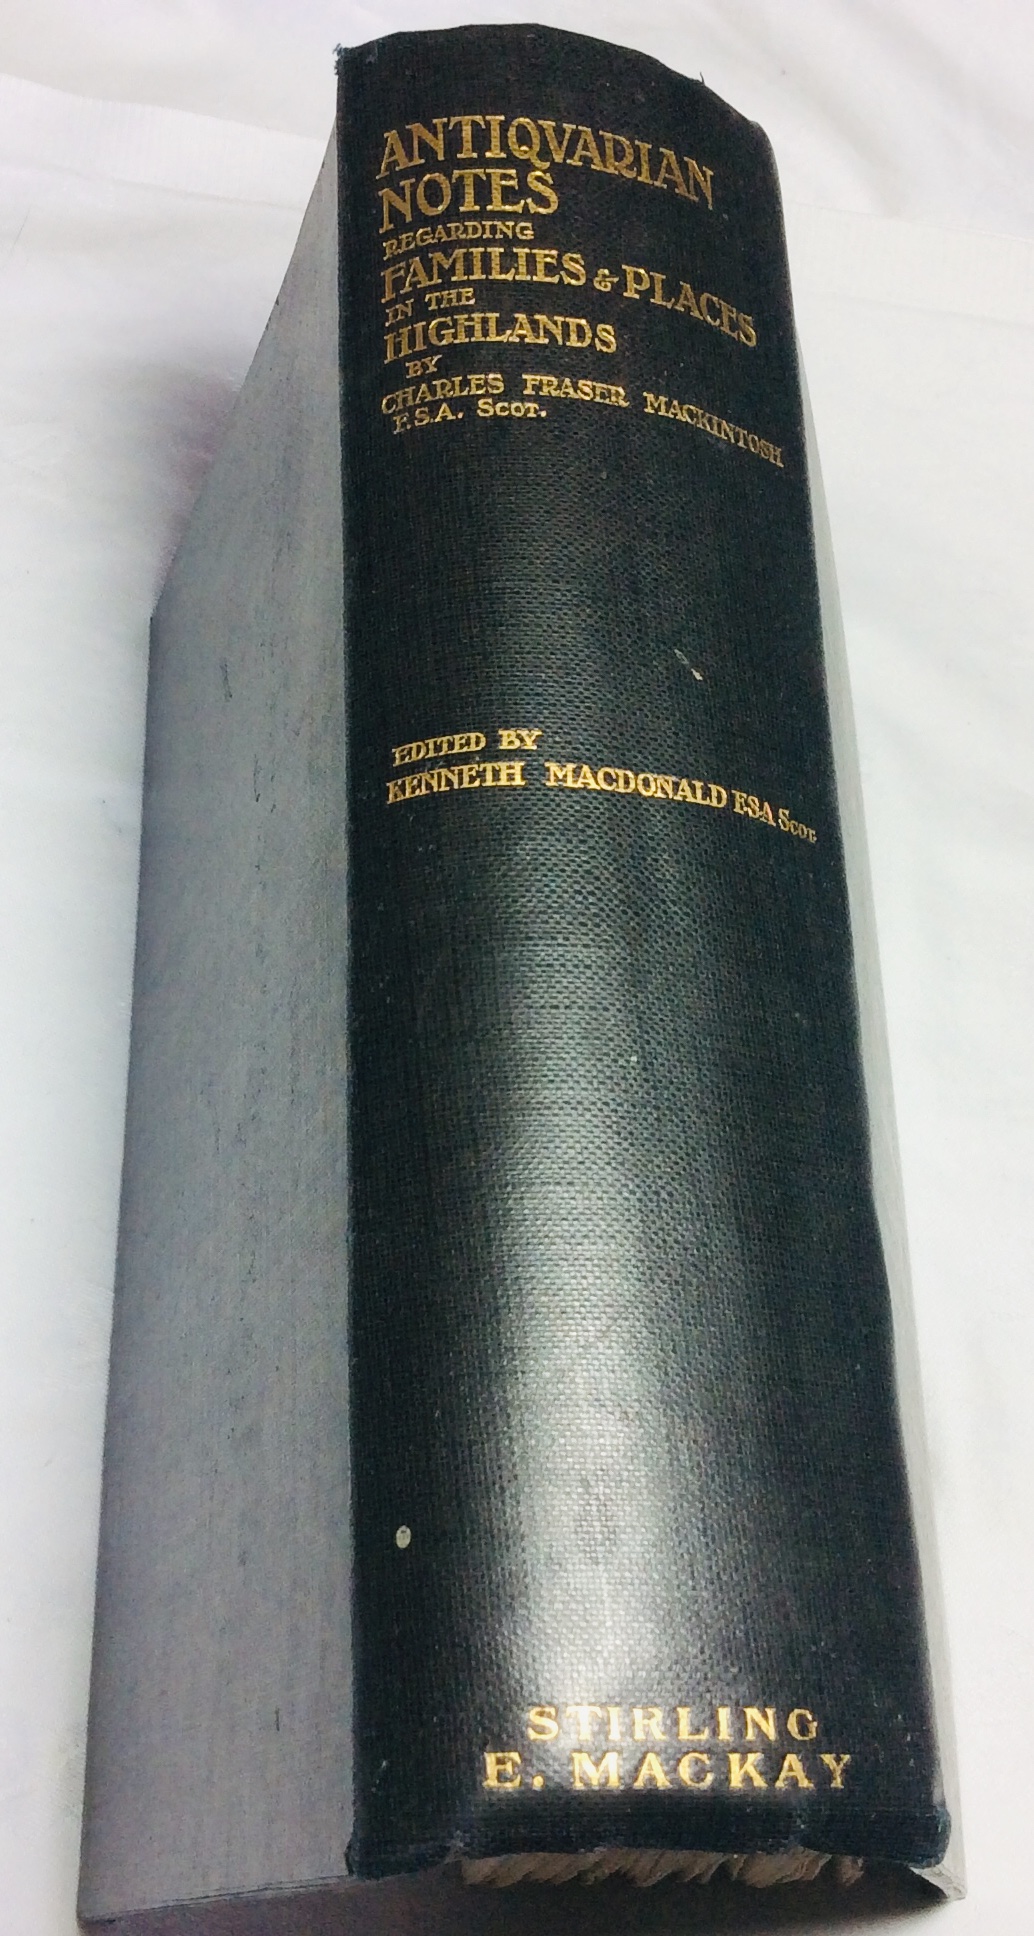 ANTIQVARIAN
NOTES
REGARDING
FAMILIES & PLACES
IN THE
HIGHLANDS
BY
CHARLES FRASER MACKINTOSH
F.S.A. SCOT.
EDITED BY
KENNETH MACDONALD F.S.A SCOT.
STIRLING
E. MACKAY